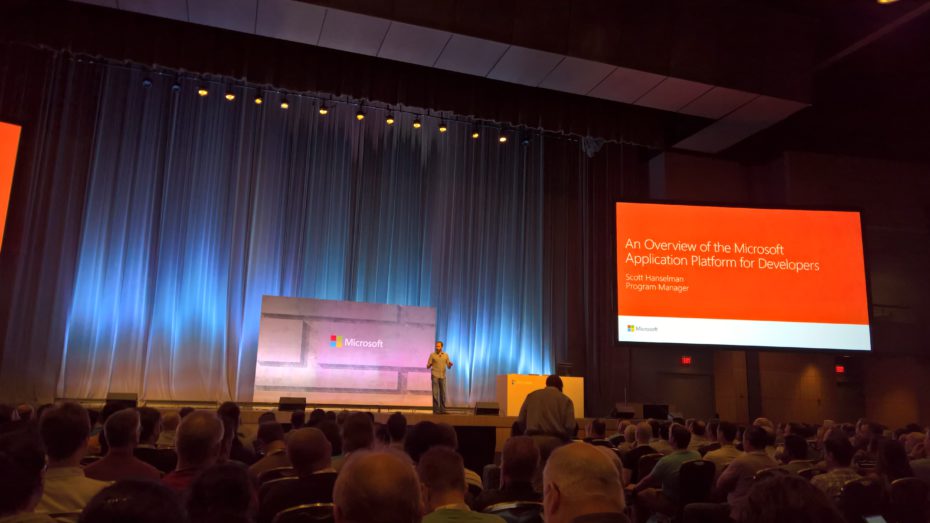 An Overview of the Microsoft
Application Platform for Developers
Scott Hanselman
Program Manager
Microsoft
Microsoft